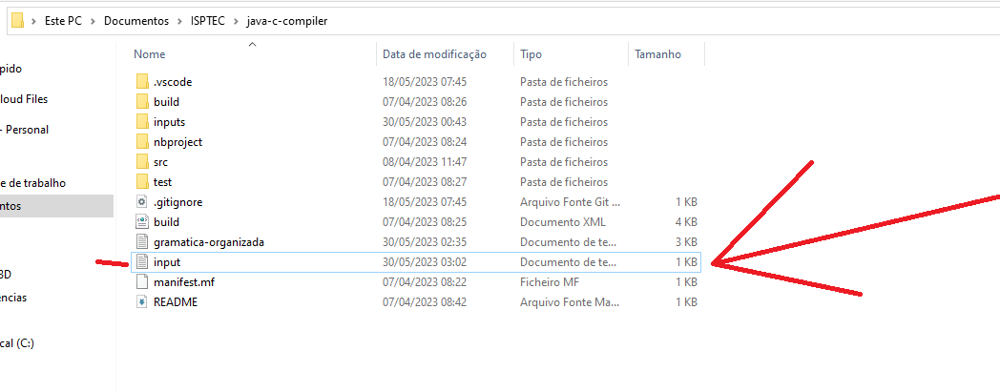 Este PC > Documentos > ISPTEC > java-c-compiler
Nome Data de modificação Tipo Tamanho
pido
.vscode 18/05/2023 07:45 Pasta de ficheiros
loud Files
build 07/04/2023 08:26 Pasta de ficheiros
inputs 30/05/2023 00:43 Pasta de ficheiros
- Personal
nbproject 07/04/2023 08:24 Pasta de ficheiros
src 08/04/2023 11:47 Pasta de ficheiros
e de trabalho
test 07/04/2023 08:27 Pasta de ficheiros
ntos
.gitignore 18/05/2023 07:45 Arquivo Fonte Git ... 1 KB
build 07/04/2023 08:25 Documento XML 4 KB
gramatica-organizada 30/05/2023 02:35 Documento de te... 3 KB
input 30/05/2023 03:02 Documento de te... 1 KB
3D
manifest.mf 07/04/2023 08:22 Ficheiro MF 1 KB
ências
README 07/04/2023 08:42 Arquivo Fonte Ma... 1 KB
cal (C:)